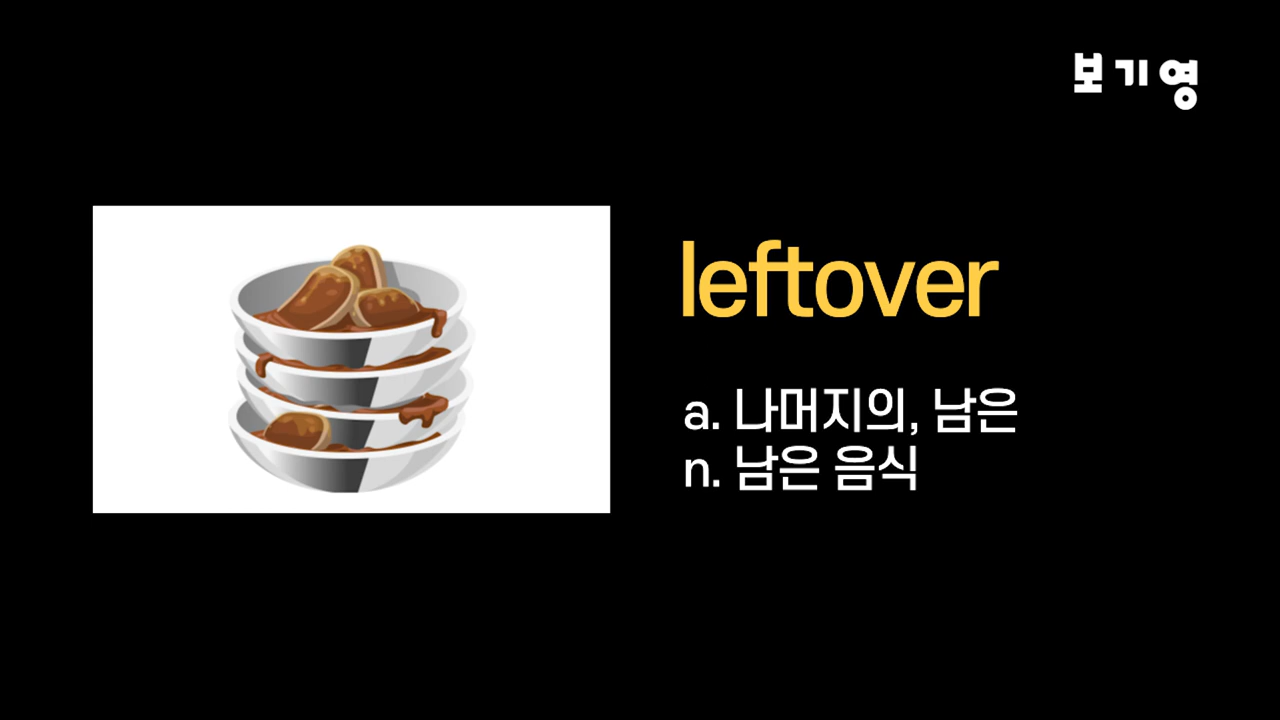 보기영
leftover
a. 나머지의, 남은
n. 남은 음식